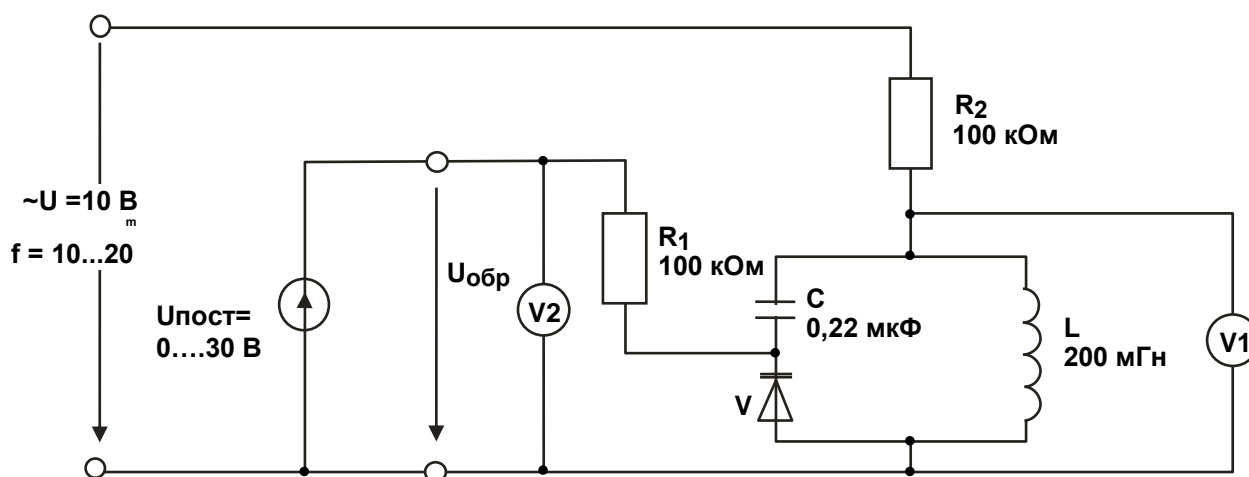 ~U =10 В
m
f = 10...20
Uпост=
0....30 В
Uобр
V2
R1
100 кОм
R2
100 кОм
C
0,22 мкФ
V
L
200 мГн
V1